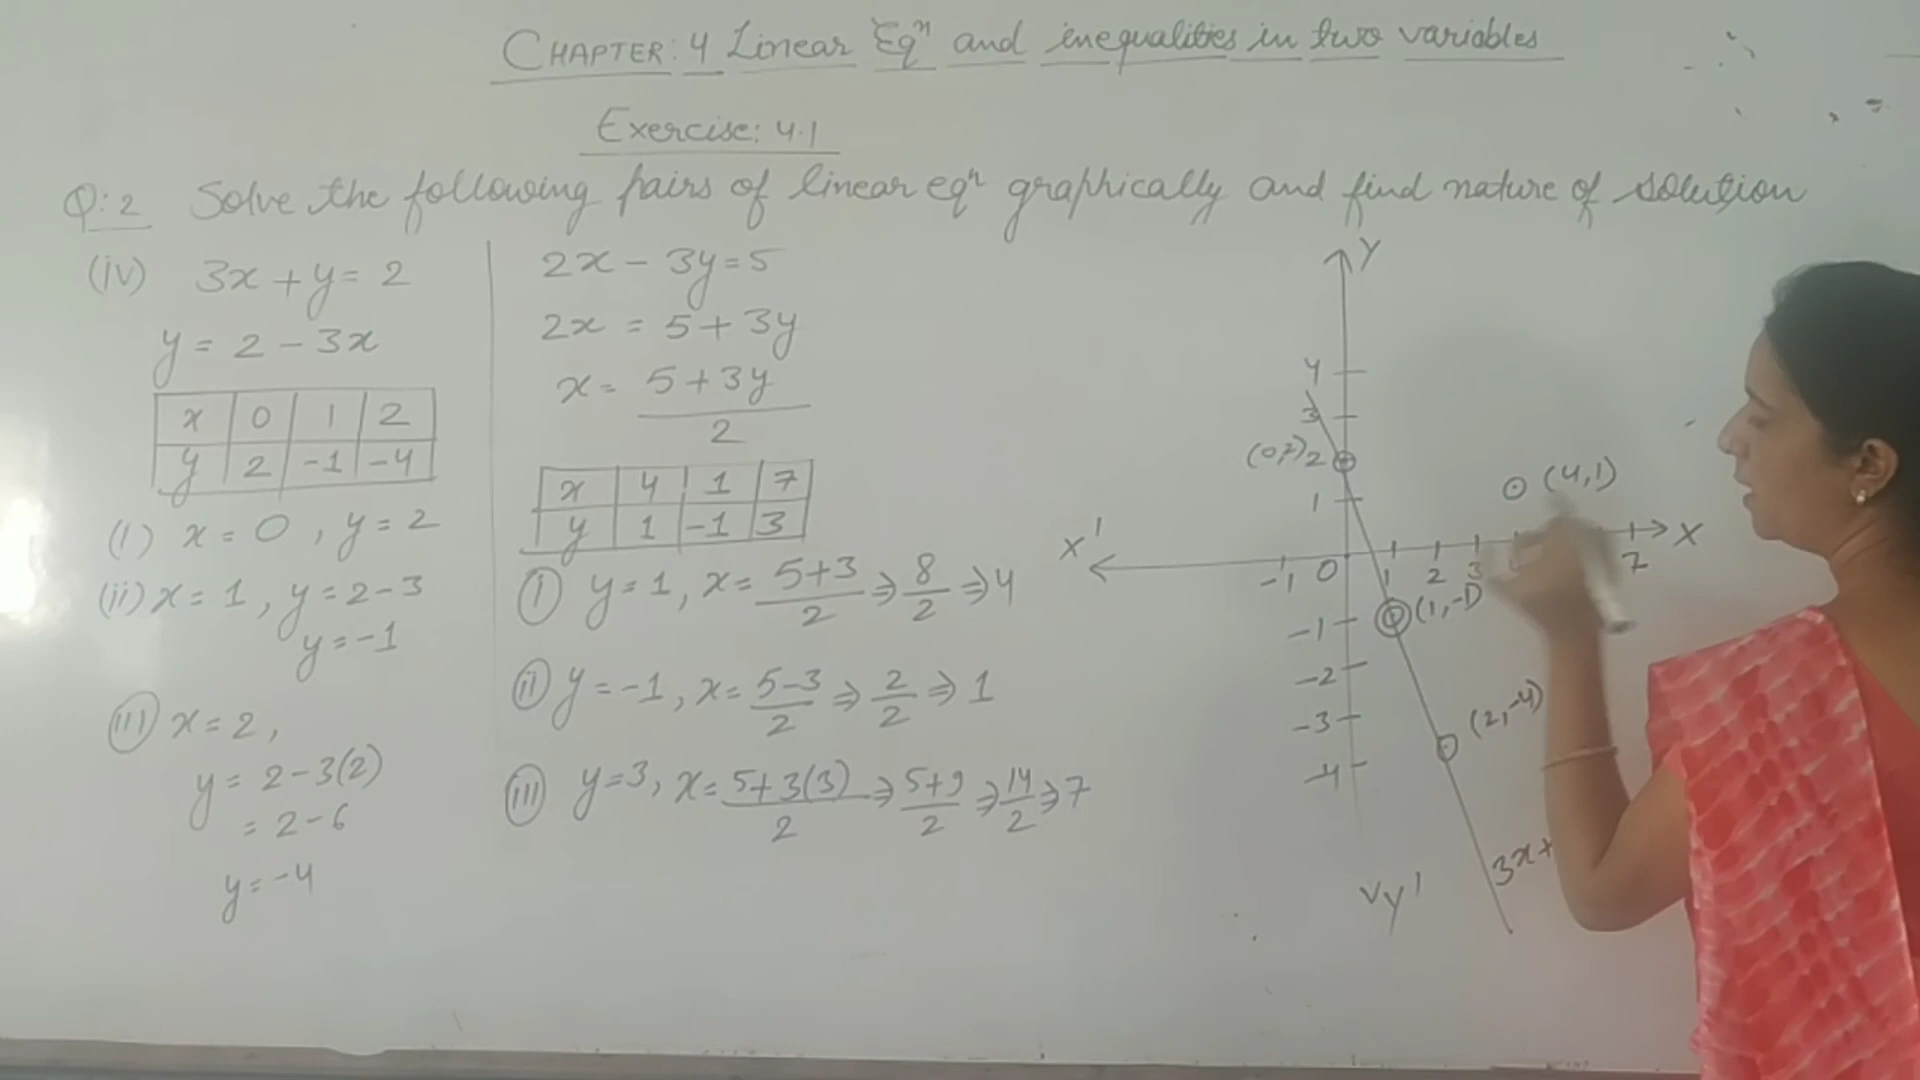 CHAPTER: 4 Linear Eqⁿ and inequalities in two variables
Exercise: 4.1
Q:2 Solve the following pairs of linear eqⁿ graphically and find nature of solution
(iv) 3x + y = 2
y = 2 - 3x
x 0 1 2
y 2 -1 -4
(i) x = 0, y = 2
(ii) x = 1, y = 2 - 3
y = -1
(iii) x = 2,
y = 2 - 3(2)
= 2 - 6
y = -4
2x - 3y = 5
2x = 5 + 3y
x = 5 + 3y
2
x 4 1 7
y 1 -1 3
(i) y = 1, x = 5+3/2 ⇒ 8/2 ⇒ 4
(ii) y = -1, x = 5-3/2 ⇒ 2/2 ⇒ 1
(iii) y = 3, x = 5+3(3)/2 ⇒ 5+9/2 ⇒ 14/2 ⇒ 7
Y
4
3
(0,2) 2
1
(4,1)
X' X
-1 0 1 2 3 7
-1 (1,-1)
-2
-3 (2,-4)
-4
3x+
Y'